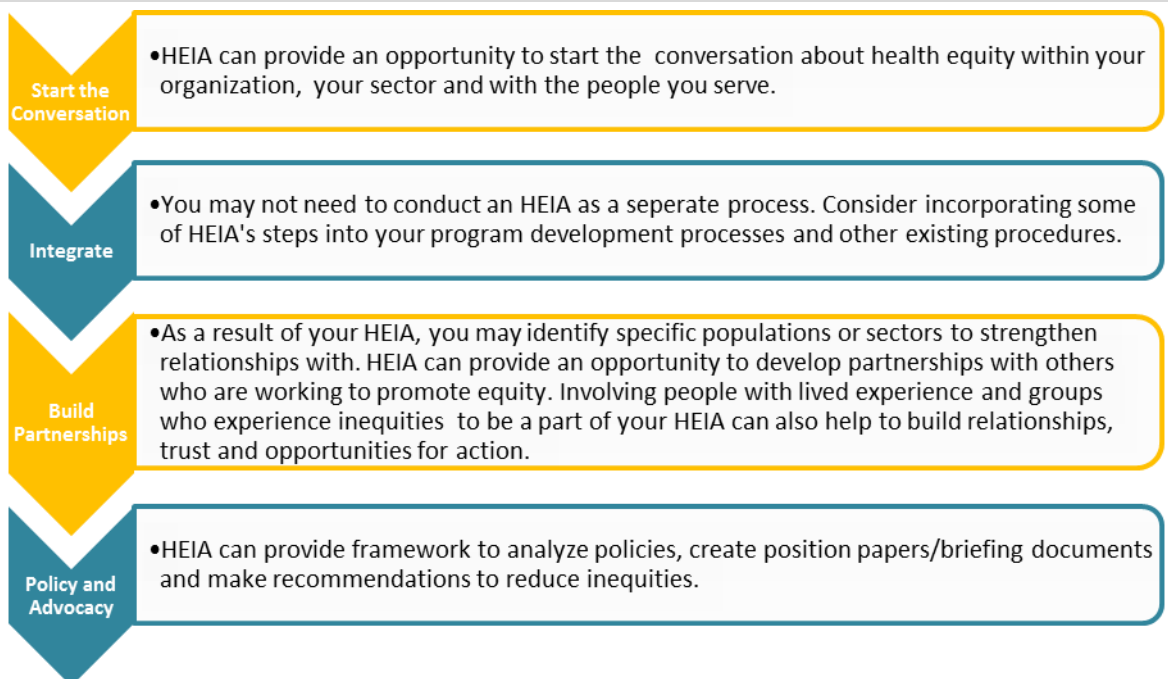 Start the
Conversation
•HEIA can provide an opportunity to start the  conversation about health equity within your
organization,  your sector and with the people you serve.
Integrate
•You may not need to conduct an HEIA as a seperate process. Consider incorporating some
of HEIA's steps into your program development processes and other existing procedures.
Build
Partnerships
•As a result of your HEIA, you may identify specific populations or sectors to strengthen
relationships with. HEIA can provide an opportunity to develop partnerships with others
who are working to promote equity. Involving people with lived experience and groups
who experience inequities  to be a part of your HEIA can also help to build relationships,
trust and opportunities for action.
Policy and
Advocacy
•HEIA can provide framework to analyze policies, create position papers/briefing documents
and make recommendations to reduce inequities.